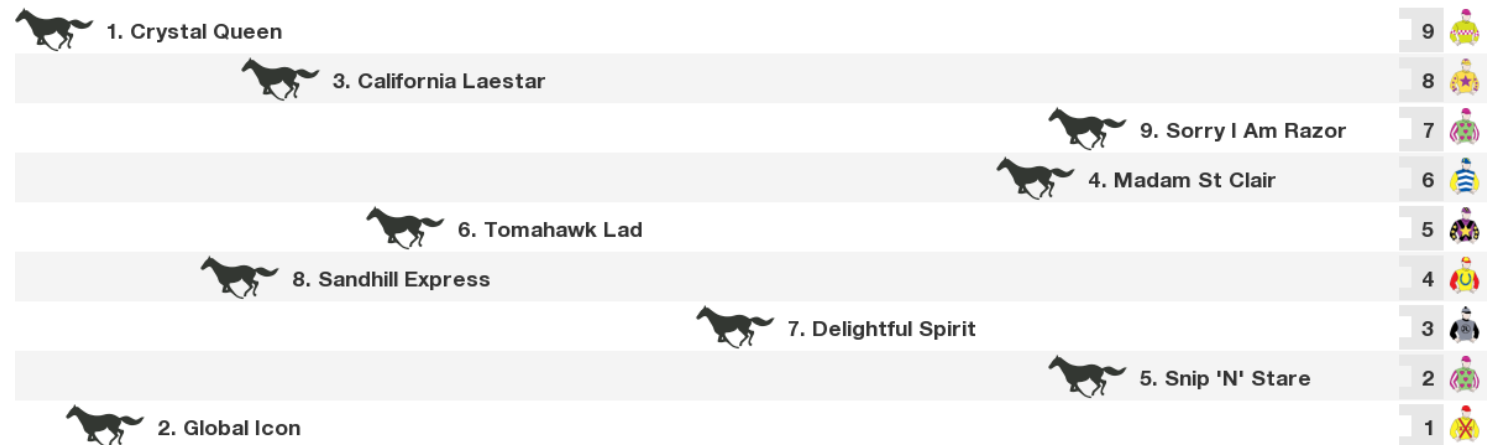 1. Crystal Queen 9
3. California Laestar 8
9. Sorry I Am Razor 7
4. Madam St Clair 6
6. Tomahawk Lad 5
8. Sandhill Express 4
7. Delightful Spirit 3
5. Snip 'N' Stare 2
2. Global Icon 1